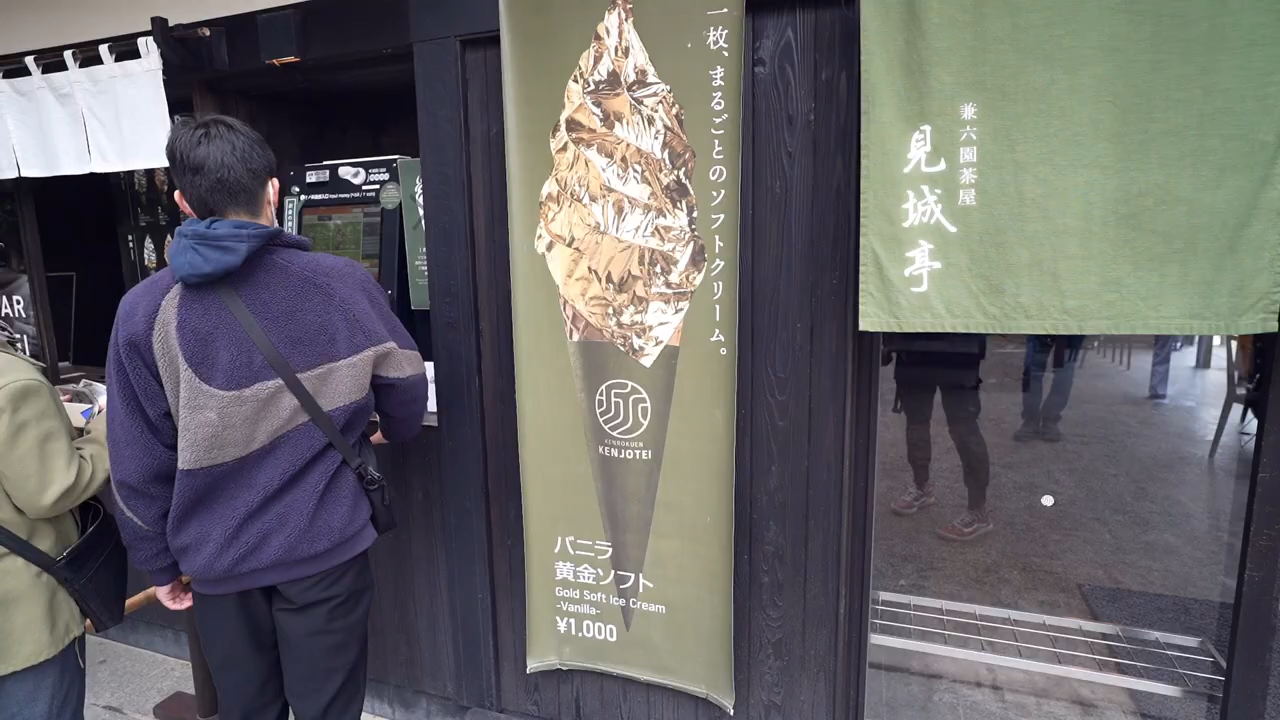 AR
一枚、まるごとのソフトクリーム。
KENROKUEN
KENJOTEI
バニラ
黄金ソフト
Gold Soft Ice Cream
-Vanilla-
¥1,000
兼六園茶屋
見城亭